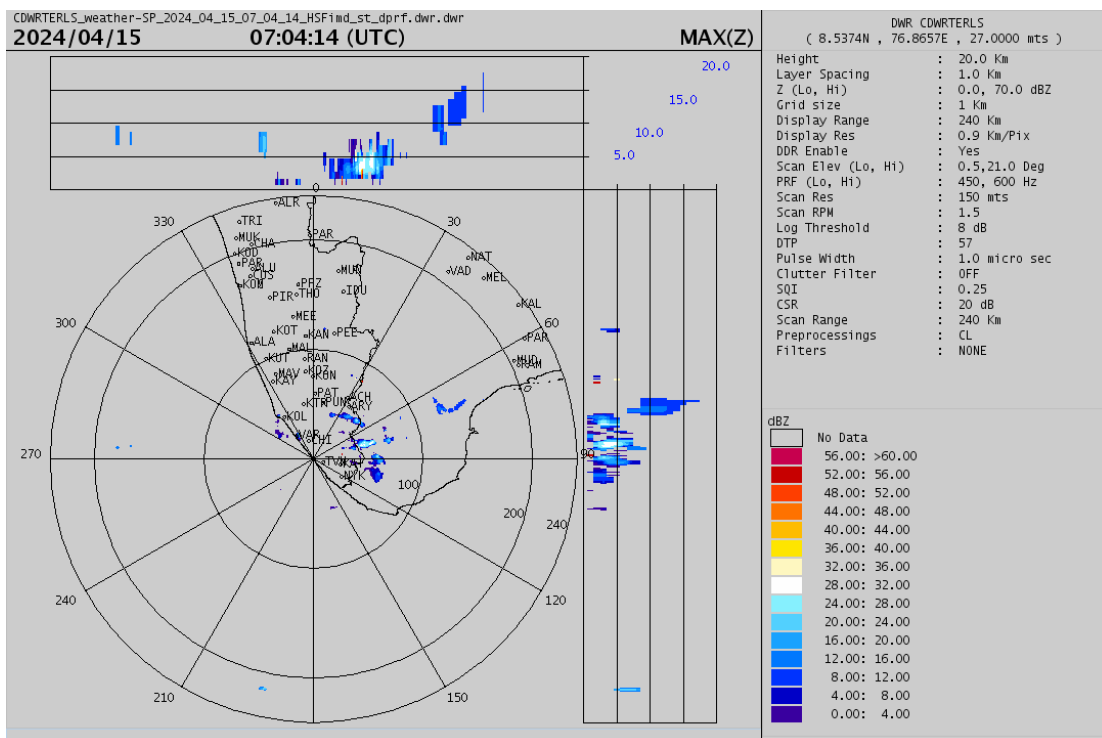 CDWRTERLS_weather-SP_2024_04_15_07_04_14_HSFimd_st_dprf.dwr.dwr
2024/04/15 07:04:14 (UTC) MAX(Z)
20.0
15.0
10.0
5.0
0
30
60
90
120
150
210
240
270
300
330
100
200
240
ALR
TRI
PAR
MUK
CHA
KOD
PAR
ALU
COS
KON
PFZ
MUN
PIR
THO
IDU
NAT
VAD
MEL
KAL
PAR
MUD
RAM
MEE
KOT
KAN
PEE
ALA
MAL
KUT
RAN
KOZ
KON
MAV
KAY
PAT
PUN
ACH
ARY
KTR
KOL
VAR
CHI
NYK
DWR CDWRTERLS
( 8.5374N , 76.8657E , 27.0000 mts )
Height : 20.0 Km
Layer Spacing : 1.0 Km
Z (Lo, Hi) : 0.0, 70.0 dBZ
Grid size : 1 Km
Display Range : 240 Km
Display Res : 0.9 Km/Pix
DDR Enable : Yes
Scan Elev (Lo, Hi) : 0.5,21.0 Deg
PRF (Lo, Hi) : 450, 600 Hz
Scan Res : 150 mts
Scan RPM : 1.5
Log Threshold : 8 dB
DTP : 57
Pulse Width : 1.0 micro sec
Clutter Filter : OFF
SQI : 0.25
CSR : 20 dB
Scan Range : 240 Km
Preprocessings : CL
Filters : NONE
dBZ
No Data
56.00: >60.00
52.00: 56.00
48.00: 52.00
44.00: 48.00
40.00: 44.00
36.00: 40.00
32.00: 36.00
28.00: 32.00
24.00: 28.00
20.00: 24.00
16.00: 20.00
12.00: 16.00
8.00: 12.00
4.00: 8.00
0.00: 4.00